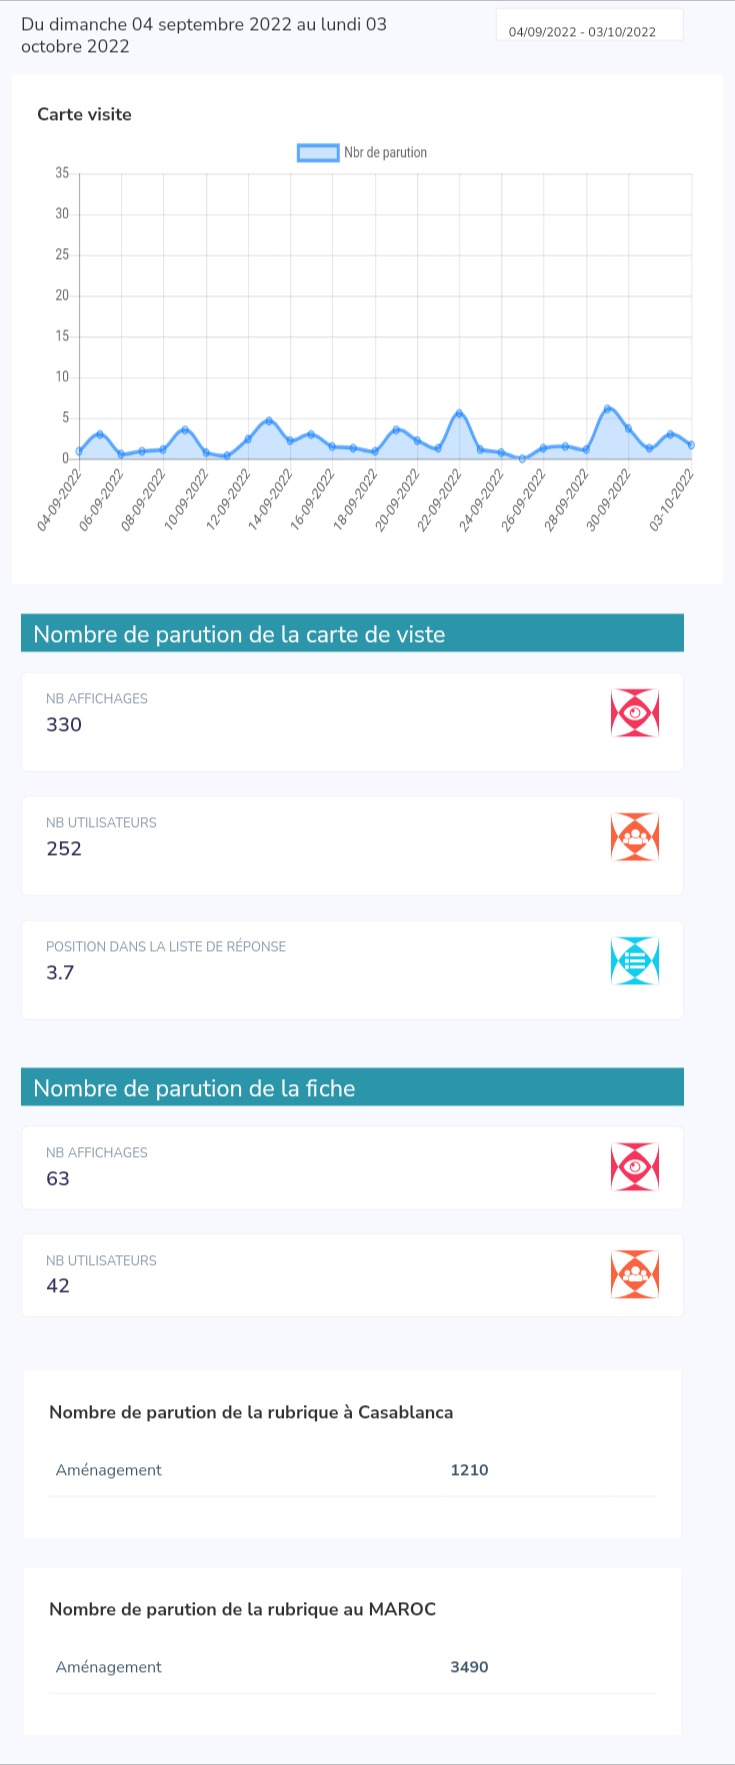 Du dimanche 04 septembre 2022 au lundi 03
octobre 2022
04/09/2022 - 03/10/2022
Carte visite
Nbr de parution
35
30
25
20
15
10
5
0
04-09-2022
06-09-2022
08-09-2022
10-09-2022
12-09-2022
14-09-2022
16-09-2022
18-09-2022
20-09-2022
22-09-2022
24-09-2022
26-09-2022
28-09-2022
30-09-2022
03-10-2022
Nombre de parution de la carte de viste
NB AFFICHAGES
330
NB UTILISATEURS
252
POSITION DANS LA LISTE DE RÉPONSE
3.7
Nombre de parution de la fiche
NB AFFICHAGES
63
NB UTILISATEURS
42
Nombre de parution de la rubrique à Casablanca
Aménagement 1210
Nombre de parution de la rubrique au MAROC
Aménagement 3490